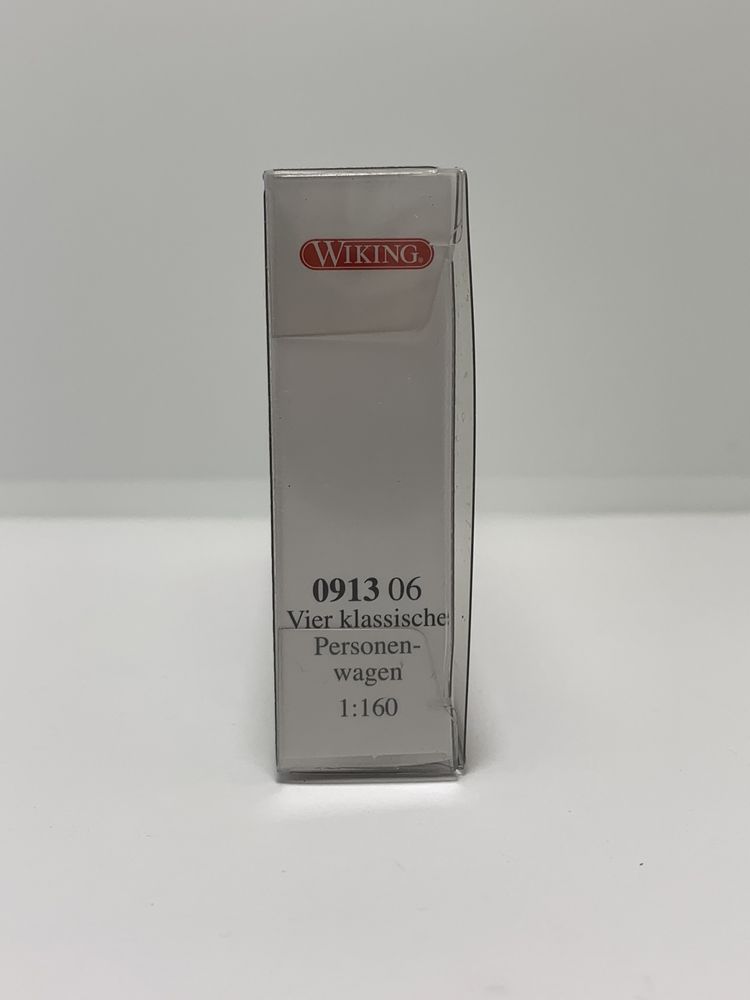 WIKING®
0913 06
Vier klassische
Personen-
wagen
1:160